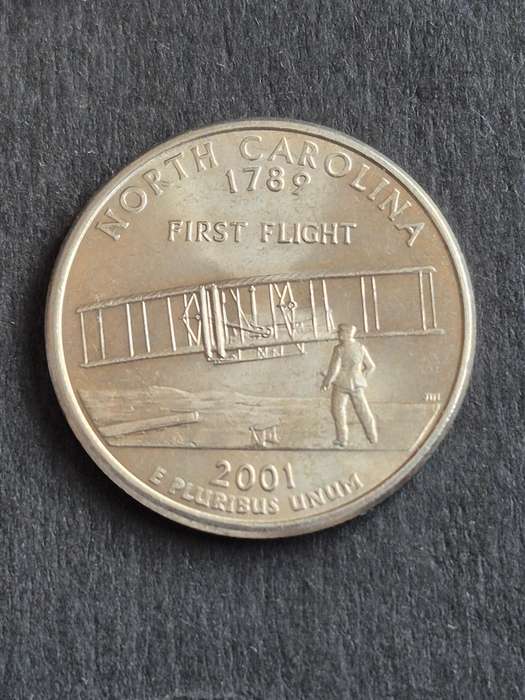 NORTH CAROLINA
1789
FIRST FLIGHT
2001
E PLURIBUS UNUM